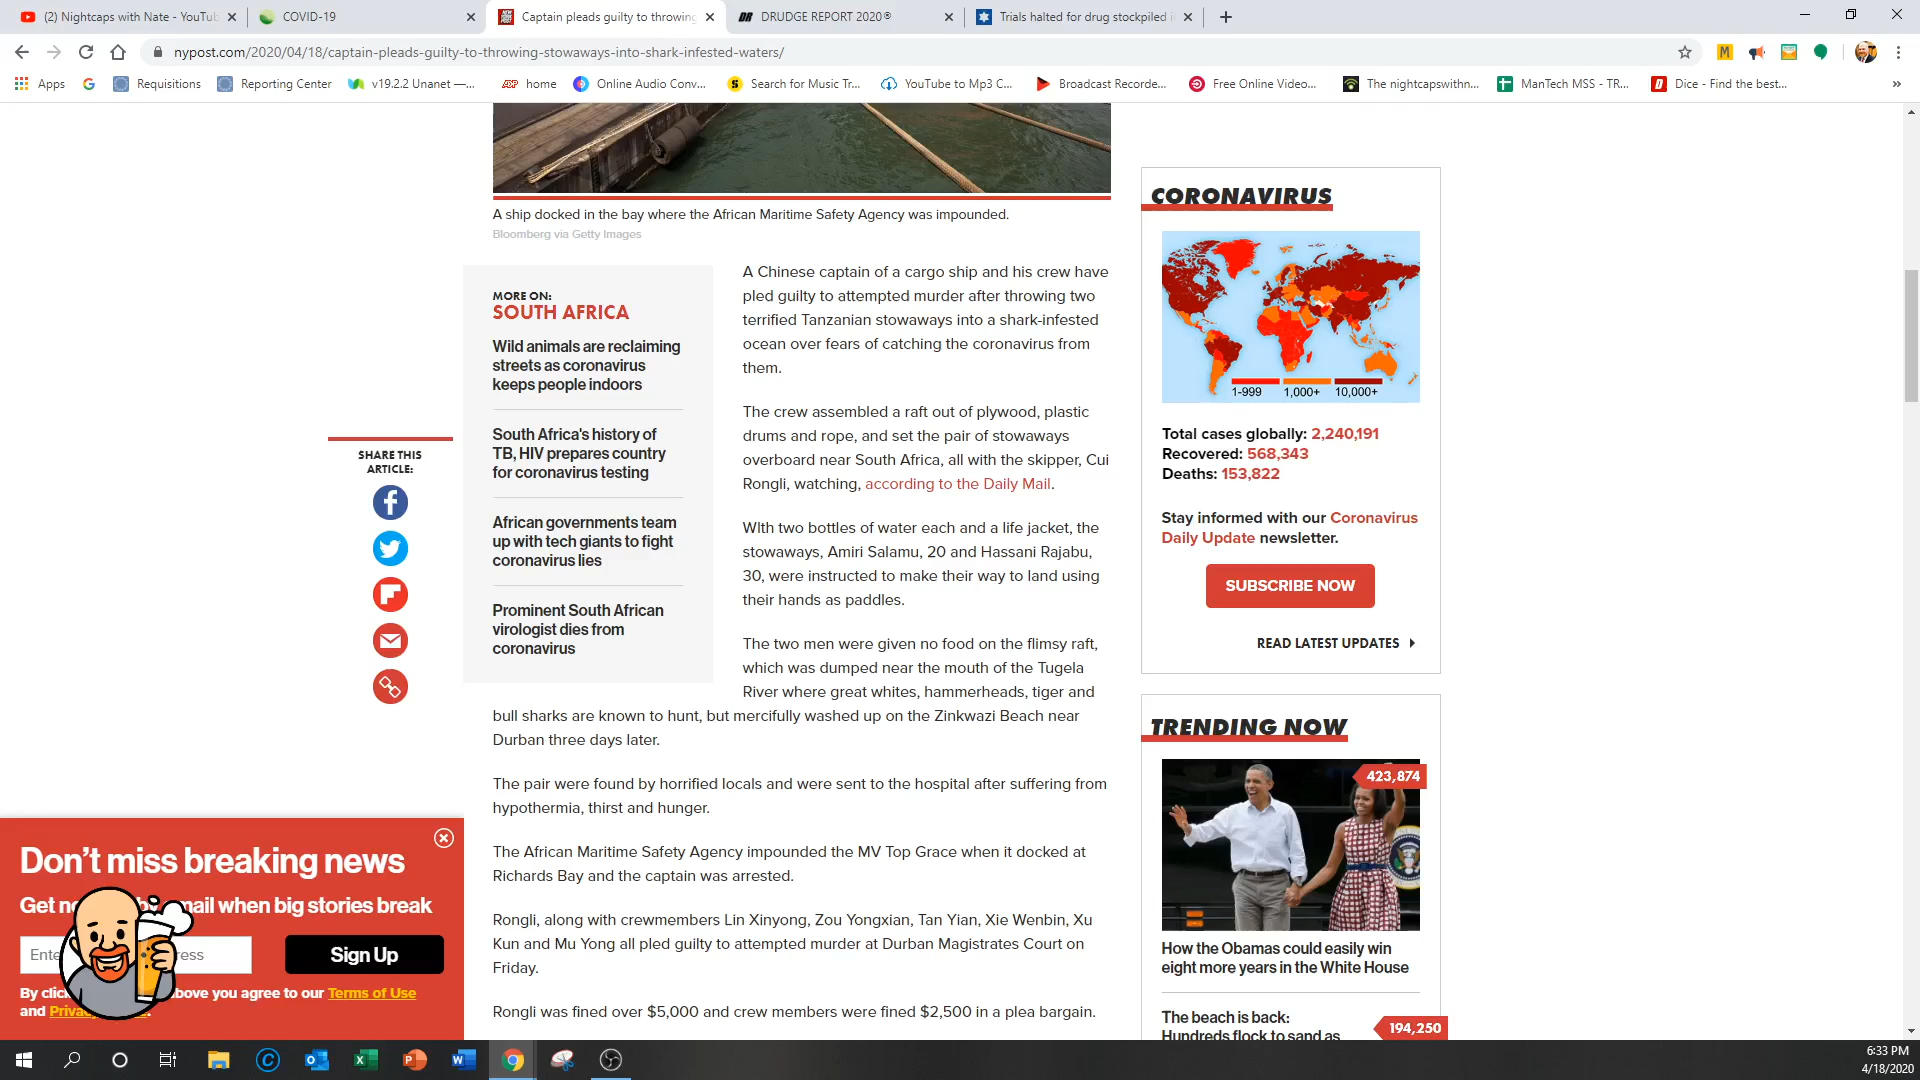 (2) Nightcaps with Nate - YouTub
COVID-19
Captain pleads guilty to throwing
DRUDGE REPORT 2020®
Trials halted for drug stockpiled i
nypost.com/2020/04/18/captain-pleads-guilty-to-throwing-stowaways-into-shark-infested-waters/
Apps
Requisitions
Reporting Center
v19.2.2 Unanet —...
home
Online Audio Conv...
Search for Music Tr...
YouTube to Mp3 C...
Broadcast Recorde...
Free Online Video...
The nightcapswithn...
ManTech MSS - TR...
Dice - Find the best...
A ship docked in the bay where the African Maritime Safety Agency was impounded.
Bloomberg via Getty Images
MORE ON:
SOUTH AFRICA
Wild animals are reclaiming
streets as coronavirus
keeps people indoors
South Africa's history of
TB, HIV prepares country
for coronavirus testing
African governments team
up with tech giants to fight
coronavirus lies
Prominent South African
virologist dies from
coronavirus
SHARE THIS
ARTICLE:
A Chinese captain of a cargo ship and his crew have
pled guilty to attempted murder after throwing two
terrified Tanzanian stowaways into a shark-infested
ocean over fears of catching the coronavirus from
them.
The crew assembled a raft out of plywood, plastic
drums and rope, and set the pair of stowaways
overboard near South Africa, all with the skipper, Cui
Rongli, watching, according to the Daily Mail.
WIth two bottles of water each and a life jacket, the
stowaways, Amiri Salamu, 20 and Hassani Rajabu,
30, were instructed to make their way to land using
their hands as paddles.
The two men were given no food on the flimsy raft,
which was dumped near the mouth of the Tugela
River where great whites, hammerheads, tiger and
bull sharks are known to hunt, but mercifully washed up on the Zinkwazi Beach near
Durban three days later.
The pair were found by horrified locals and were sent to the hospital after suffering from
hypothermia, thirst and hunger.
The African Maritime Safety Agency impounded the MV Top Grace when it docked at
Richards Bay and the captain was arrested.
Rongli, along with crewmembers Lin Xinyong, Zou Yongxian, Tan Yian, Xie Wenbin, Xu
Kun and Mu Yong all pled guilty to attempted murder at Durban Magistrates Court on
Friday.
Rongli was fined over $5,000 and crew members were fined $2,500 in a plea bargain.
CORONAVIRUS
1-999 1,000+ 10,000+
Total cases globally: 2,240,191
Recovered: 568,343
Deaths: 153,822
Stay informed with our Coronavirus
Daily Update newsletter.
SUBSCRIBE NOW
READ LATEST UPDATES
TRENDING NOW
423,874
How the Obamas could easily win
eight more years in the White House
The beach is back:
Hundreds flock to sand as
194,250
Don't miss breaking news
Get by mail when big stories break
Sign Up
By above you agree to our Terms of Use
and
6:33 PM
4/18/2020